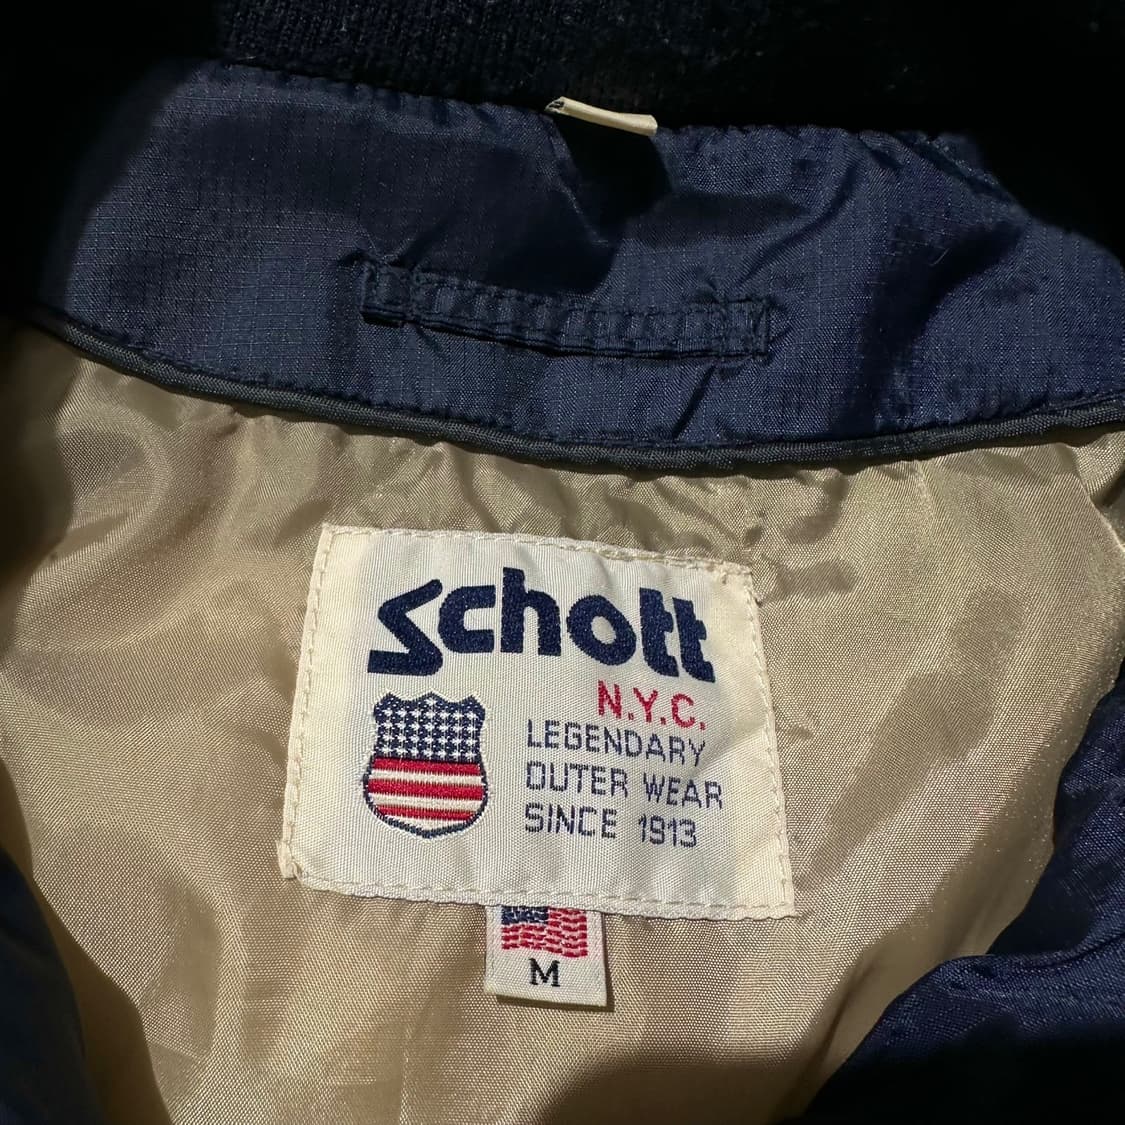 Schott
N.Y.C.
LEGENDARY
OUTER WEAR
SINCE 1913
M